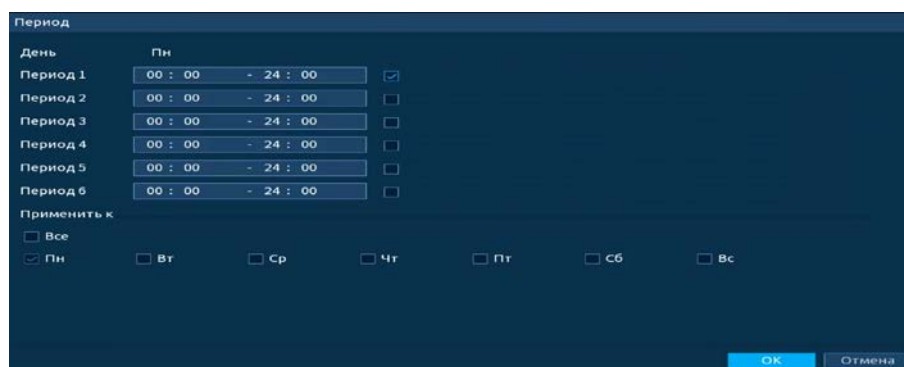 Период
День Пн
Период 1 00 : 00 - 24 : 00
Период 2 00 : 00 - 24 : 00
Период 3 00 : 00 - 24 : 00
Период 4 00 : 00 - 24 : 00
Период 5 00 : 00 - 24 : 00
Период 6 00 : 00 - 24 : 00
Применить к
Все
Пн Вт Ср Чт Пт Сб Вс
OK Отмена